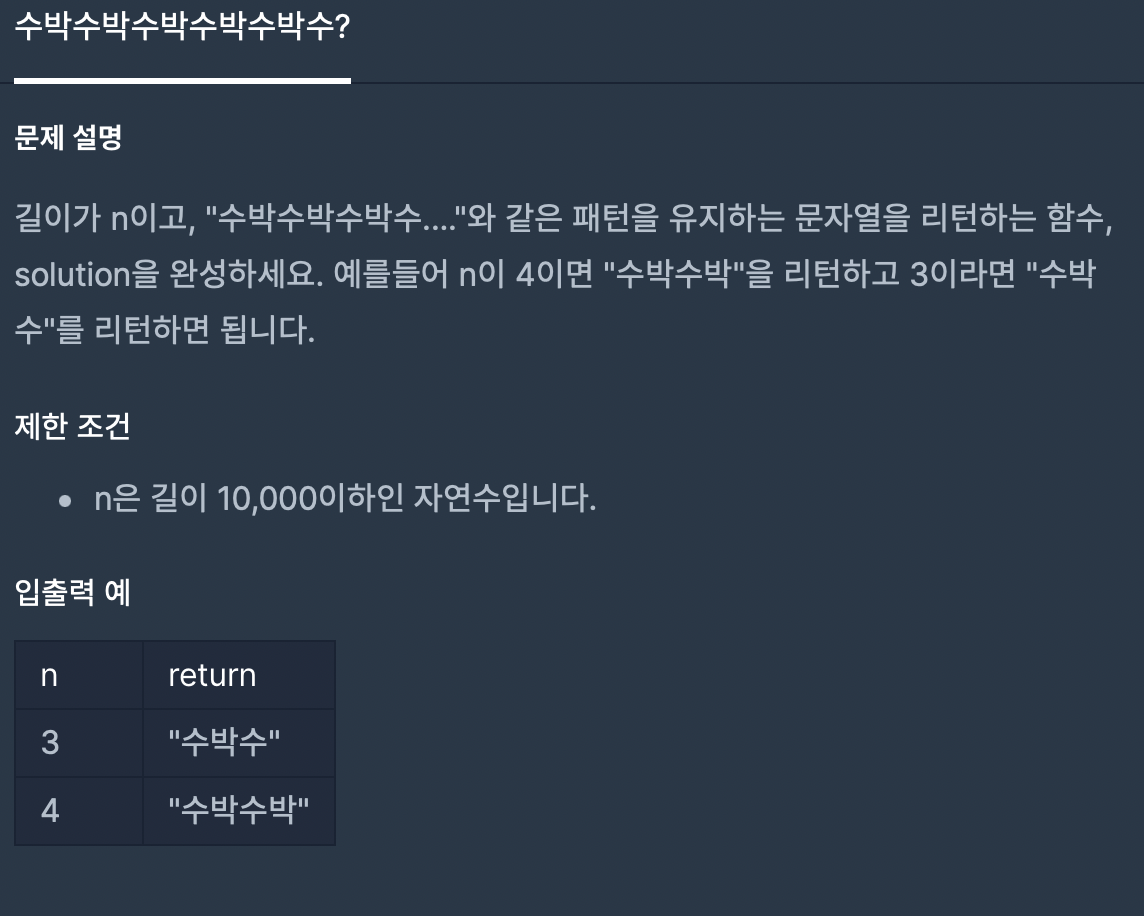 수박수박수박수박수박수?
문제 설명
길이가 n이고, "수박수박수박수...."와 같은 패턴을 유지하는 문자열을 리턴하는 함수,
solution을 완성하세요. 예를들어 n이 4이면 "수박수박"을 리턴하고 3이라면 "수박
수"를 리턴하면 됩니다.
제한 조건
• n은 길이 10,000이하인 자연수입니다.
입출력 예
n return
3 "수박수"
4 "수박수박"